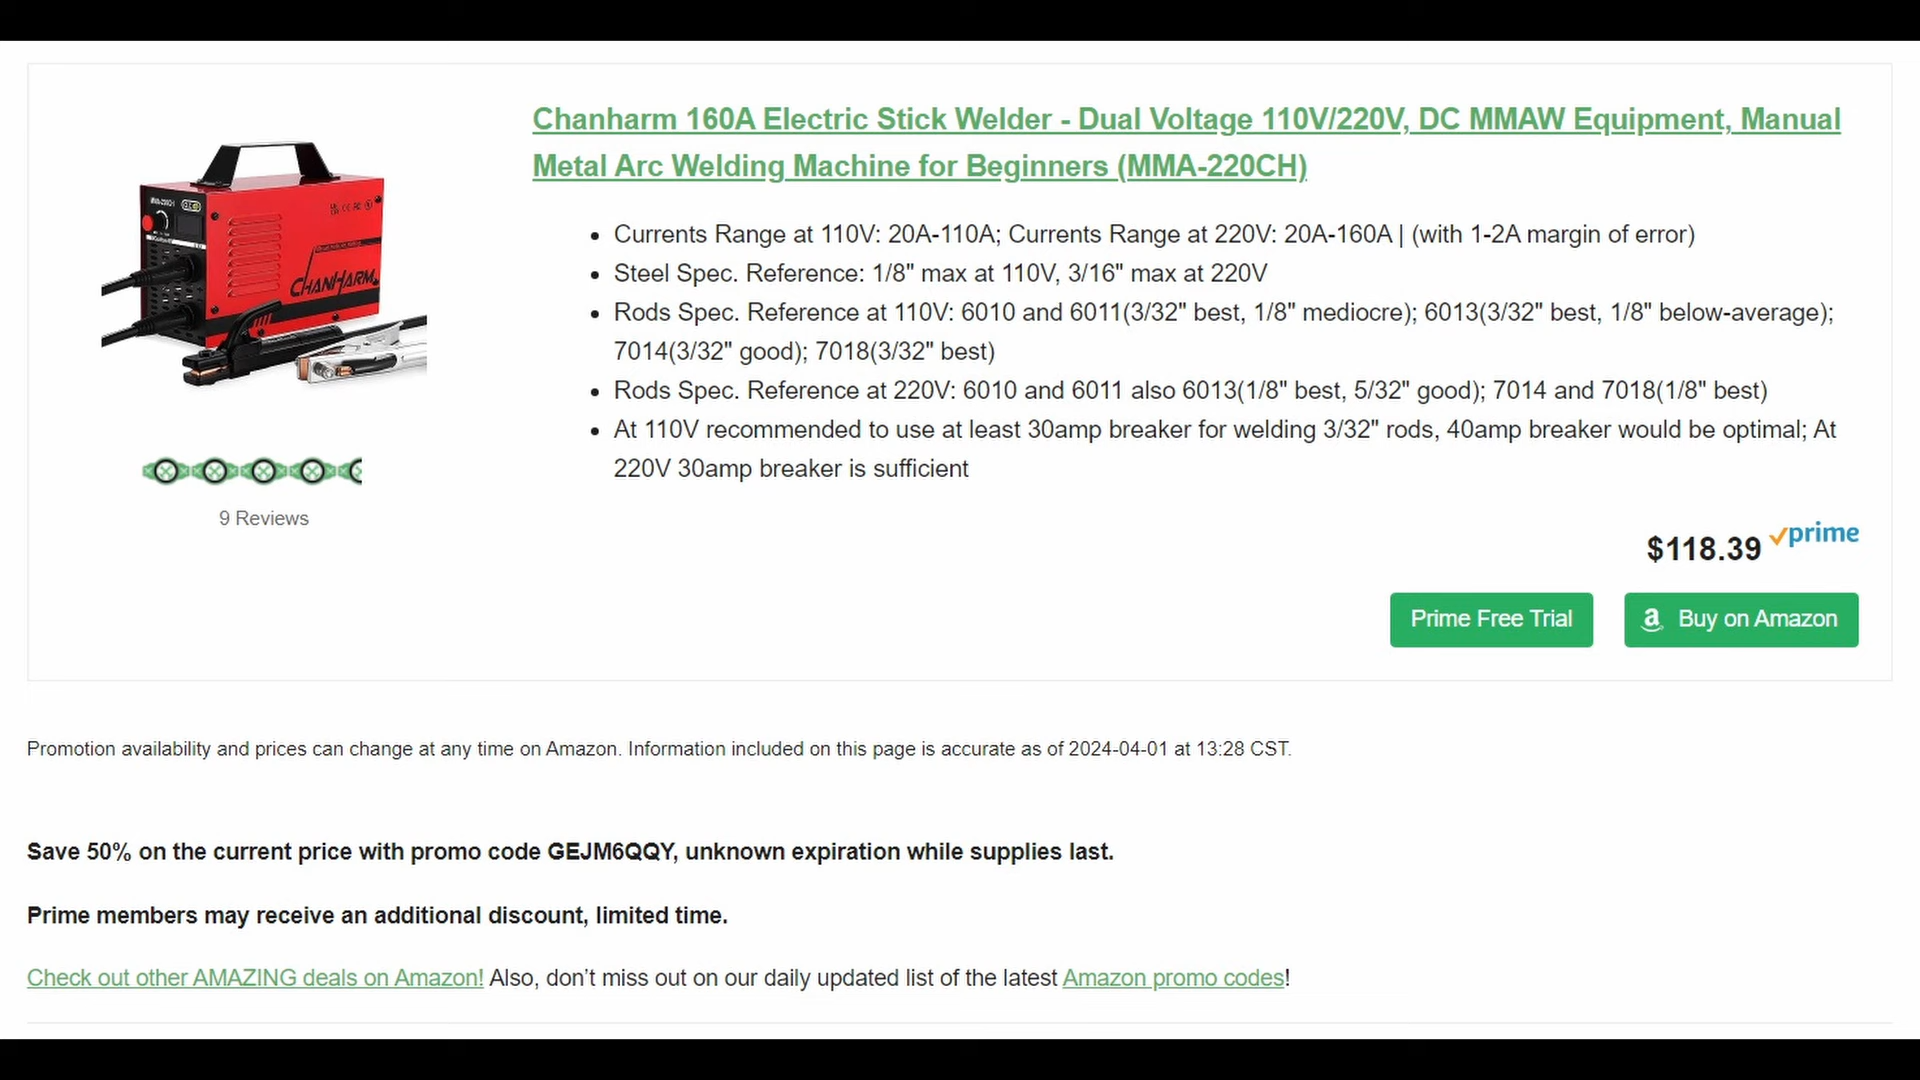 Chanharm 160A Electric Stick Welder - Dual Voltage 110V/220V, DC MMAW Equipment, Manual
Metal Arc Welding Machine for Beginners (MMA-220CH)
CHANHARM
Currents Range at 110V: 20A-110A; Currents Range at 220V: 20A-160A | (with 1-2A margin of error)
Steel Spec. Reference: 1/8" max at 110V, 3/16" max at 220V
Rods Spec. Reference at 110V: 6010 and 6011(3/32" best, 1/8" mediocre); 6013(3/32" best, 1/8" below-average);
7014(3/32" good); 7018(3/32" best)
Rods Spec. Reference at 220V: 6010 and 6011 also 6013(1/8" best, 5/32" good); 7014 and 7018(1/8" best)
At 110V recommended to use at least 30amp breaker for welding 3/32" rods, 40amp breaker would be optimal; At
220V 30amp breaker is sufficient
9 Reviews
$118.39 prime
Prime Free Trial
Buy on Amazon
Promotion availability and prices can change at any time on Amazon. Information included on this page is accurate as of 2024-04-01 at 13:28 CST.
Save 50% on the current price with promo code GEJM6QQY, unknown expiration while supplies last.
Prime members may receive an additional discount, limited time.
Check out other AMAZING deals on Amazon! Also, don’t miss out on our daily updated list of the latest Amazon promo codes!